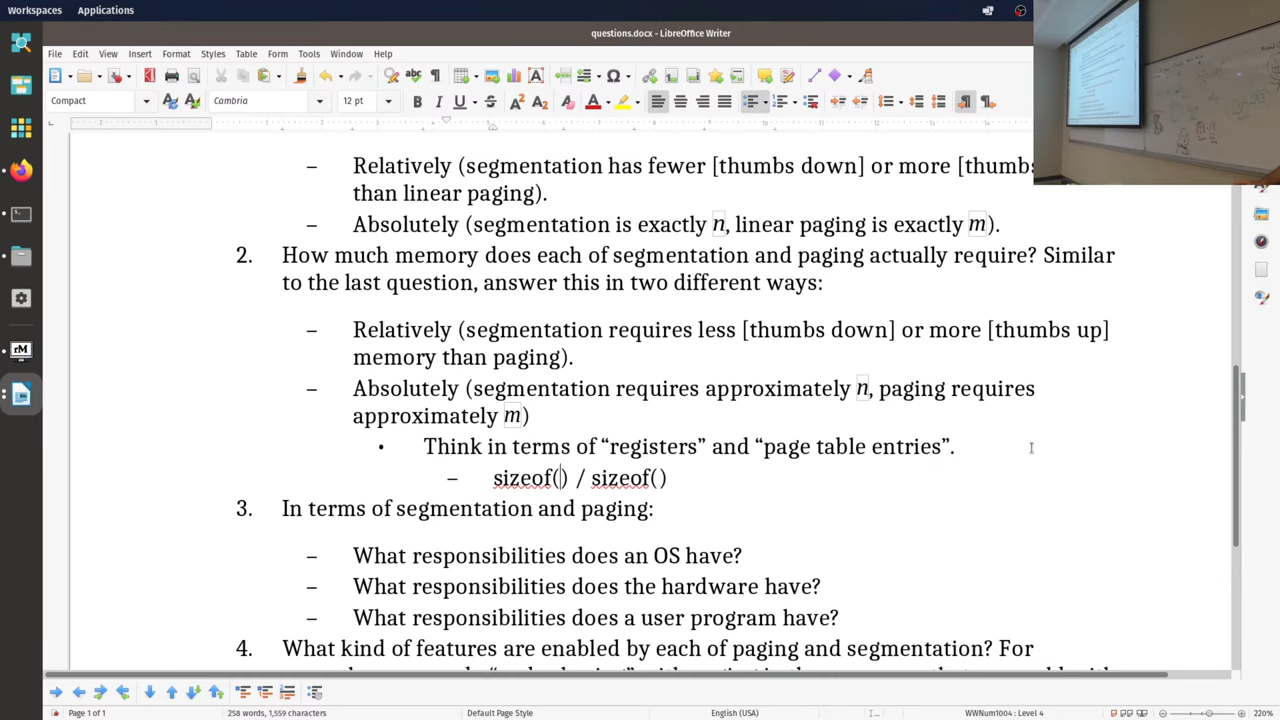 Workspaces Applications
questions.docx - LibreOffice Writer
File Edit View Insert Format Styles Table Form Tools Window Help
Compact Cambria 12 pt
– Relatively (segmentation has fewer [thumbs down] or more [thumbs
than linear paging).
– Absolutely (segmentation is exactly n, linear paging is exactly m).
2. How much memory does each of segmentation and paging actually require? Similar
to the last question, answer this in two different ways:
– Relatively (segmentation requires less [thumbs down] or more [thumbs up]
memory than paging).
– Absolutely (segmentation requires approximately n, paging requires
approximately m)
• Think in terms of “registers” and “page table entries”.
– sizeof() / sizeof()
3. In terms of segmentation and paging:
– What responsibilities does an OS have?
– What responsibilities does the hardware have?
– What responsibilities does a user program have?
4. What kind of features are enabled by each of paging and segmentation? For
Page 1 of 1 258 words, 1,559 characters Default Page Style English (USA) WWNum1004 : Level 4 220%